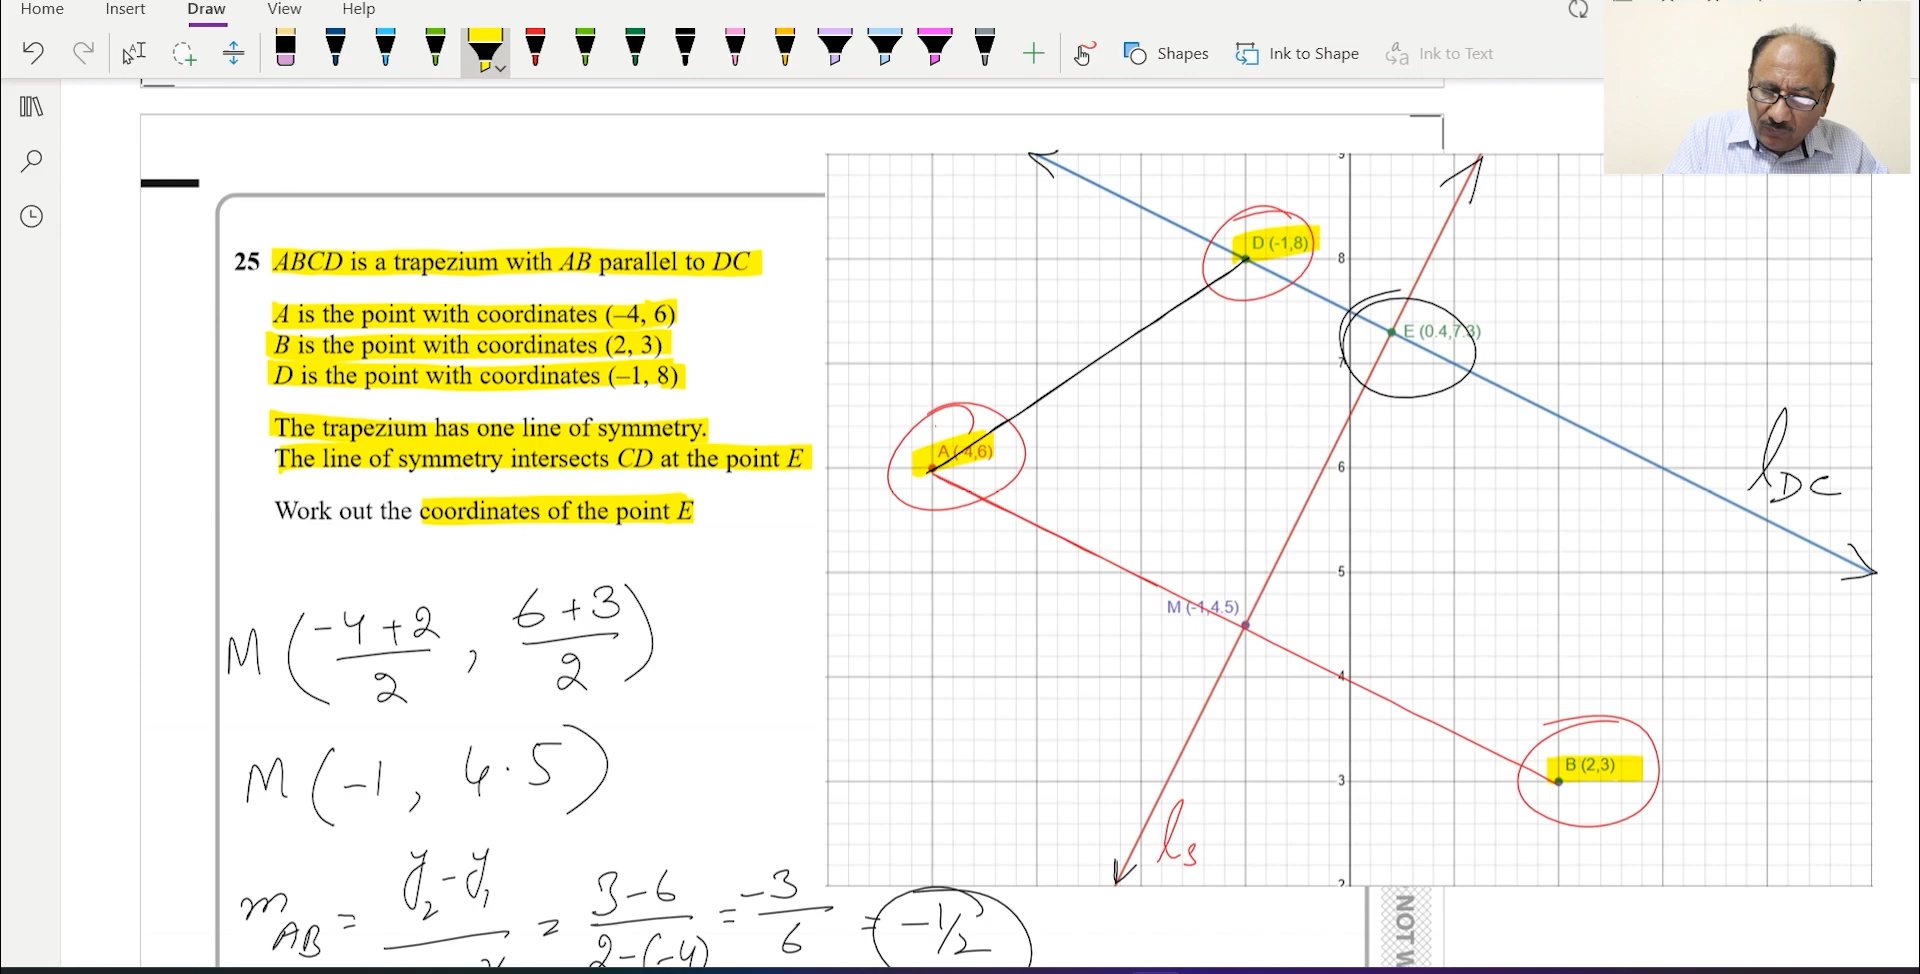 Home Insert Draw View Help
Shapes Ink to Shape Ink to Text
25 ABCD is a trapezium with AB parallel to DC
A is the point with coordinates (–4, 6)
B is the point with coordinates (2, 3)
D is the point with coordinates (–1, 8)
The trapezium has one line of symmetry.
The line of symmetry intersects CD at the point E
Work out the coordinates of the point E
M (-4+2/2, 6+3/2)
M (-1, 4.5)
m_AB = y₂-y₁ = 3-6/2-(-4) = -3/6 = -1/2
9
D (-1,8)
8
E (0.4,7.3)
7
l_DC
A (-4,6)
6
5
M (-1,4.5)
4
B (2,3)
3
l_s
2
NOT W